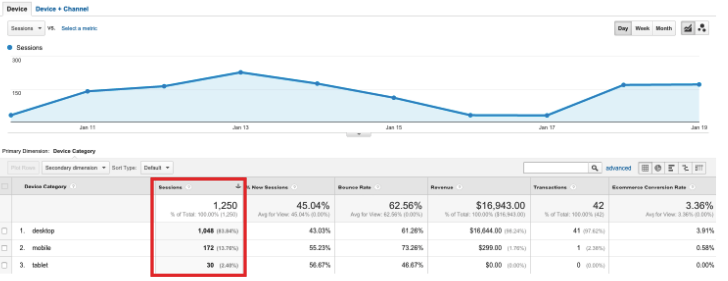 Device Device + Channel
Sessions VS. Select a metric Day Week Month
Sessions
300
150
Jan 11 Jan 13 Jan 15 Jan 17 Jan 19
Primary Dimension: Device Category
Plot Rows Secondary dimension Sort Type: Default advanced
Device Category Sessions % New Sessions Bounce Rate Revenue Transactions Ecommerce Conversion Rate
1,250 45.04% 62.56% $16,943.00 42 3.36%
% of Total: 100.00% (1,250) Avg for View: 45.04% (0.00%) Avg for View: 62.56% (0.00%) % of Total: 100.00% ($16,943.00) % of Total: 100.00% (42) Avg for View: 3.36% (0.00%)
1. desktop 1,048 (83.84%) 43.03% 61.26% $16,644.00 (98.24%) 41 (97.62%) 3.91%
2. mobile 172 (13.76%) 55.23% 73.26% $299.00 (1.76%) 1 (2.38%) 0.58%
3. tablet 30 (2.40%) 56.67% 46.67% $0.00 (0.00%) 0 (0.00%) 0.00%